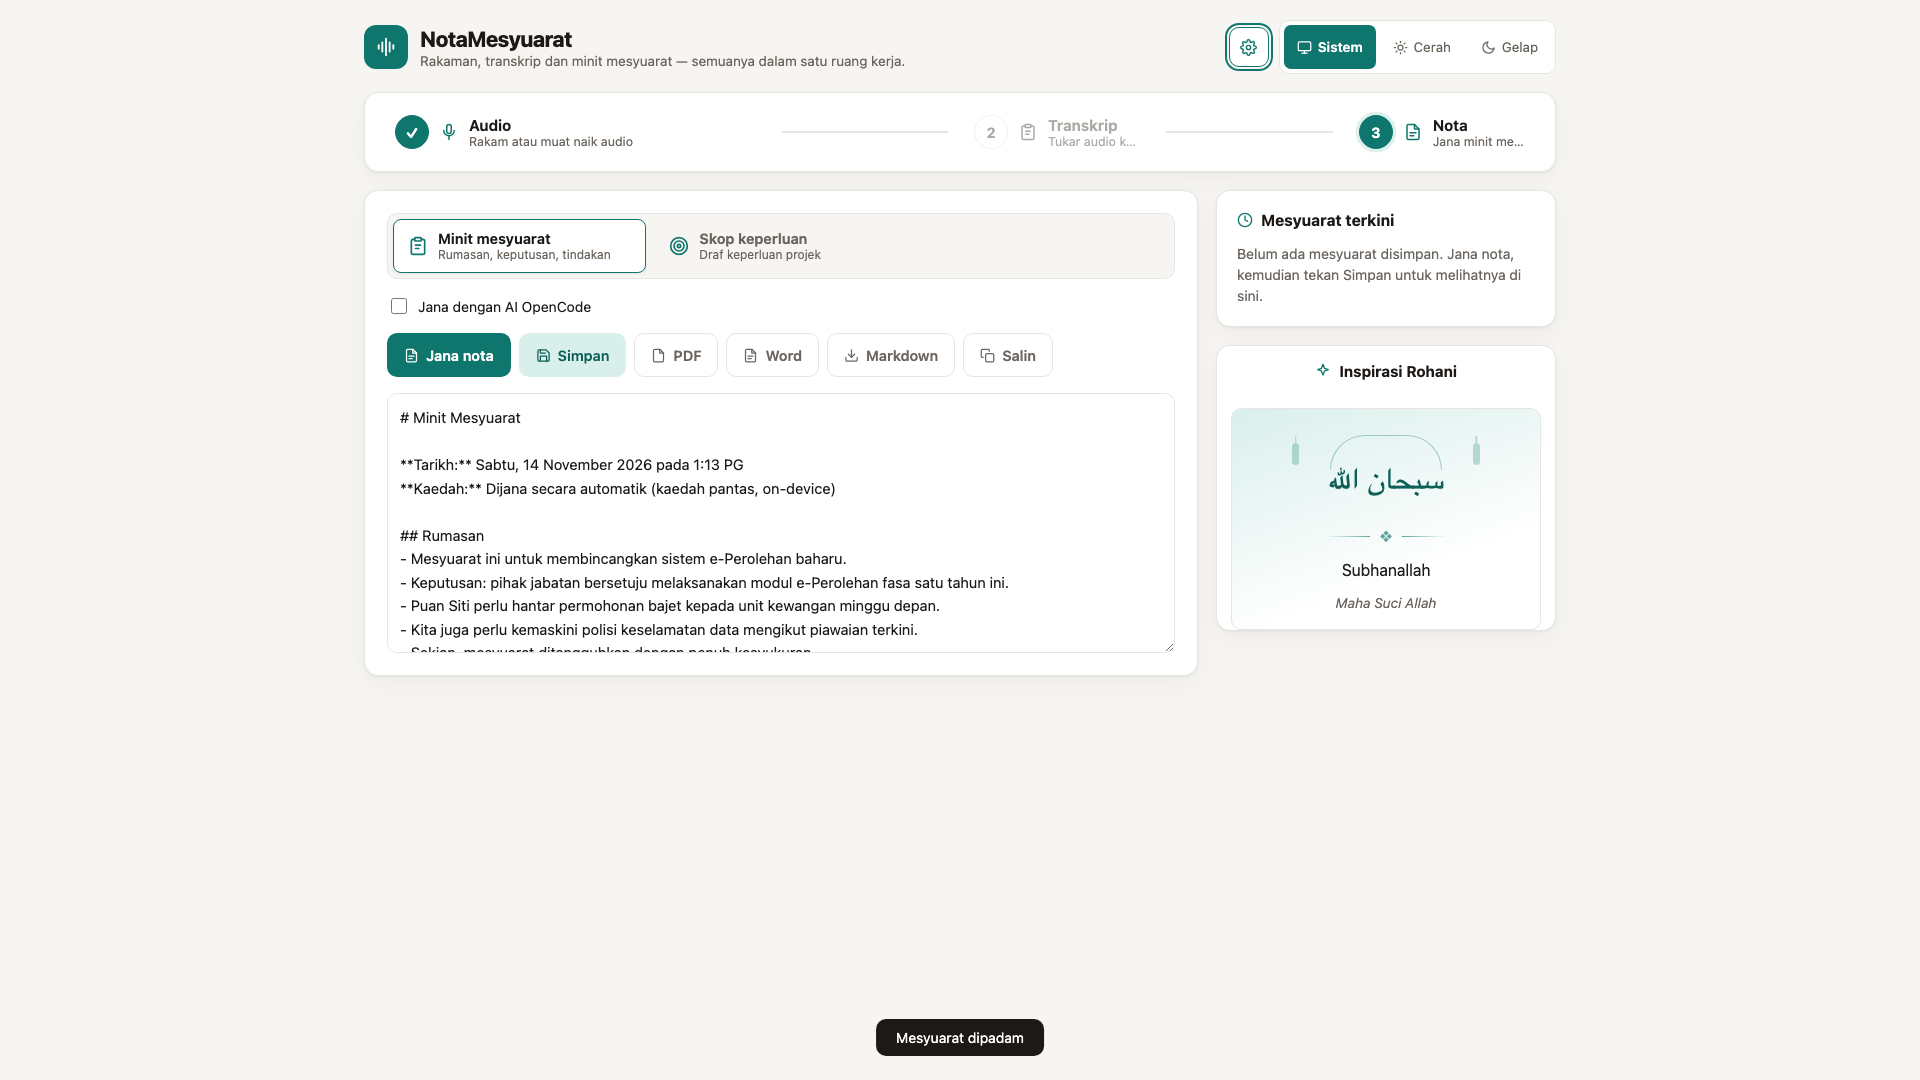 NotaMesyuarat
Rakaman, transkrip dan minit mesyuarat — semuanya dalam satu ruang kerja.
Sistem
Cerah
Gelap
Audio
Rakam atau muat naik audio
2
Transkrip
Tukar audio k...
3
Nota
Jana minit me...
Minit mesyuarat
Rumasan, keputusan, tindakan
Skop keperluan
Draf keperluan projek
Jana dengan AI OpenCode
Jana nota
Simpan
PDF
Word
Markdown
Salin
# Minit Mesyuarat
**Tarikh:** Sabtu, 14 November 2026 pada 1:13 PG
**Kaedah:** Dijana secara automatik (kaedah pantas, on-device)
## Rumasan
- Mesyuarat ini untuk membincangkan sistem e-Perolehan baharu.
- Keputusan: pihak jabatan bersetuju melaksanakan modul e-Perolehan fasa satu tahun ini.
- Puan Siti perlu hantar permohonan bajet kepada unit kewangan minggu depan.
- Kita juga perlu kemaskini polisi keselamatan data mengikut piawaian terkini.
- Sekian, mesyuarat ditangguhkan dengan penuh kesyukuran.
Mesyuarat terkini
Belum ada mesyuarat disimpan. Jana nota,
kemudian tekan Simpan untuk melihatnya di
sini.
Inspirasi Rohani
سبحان الله
Subhanallah
Maha Suci Allah
Mesyuarat dipadam